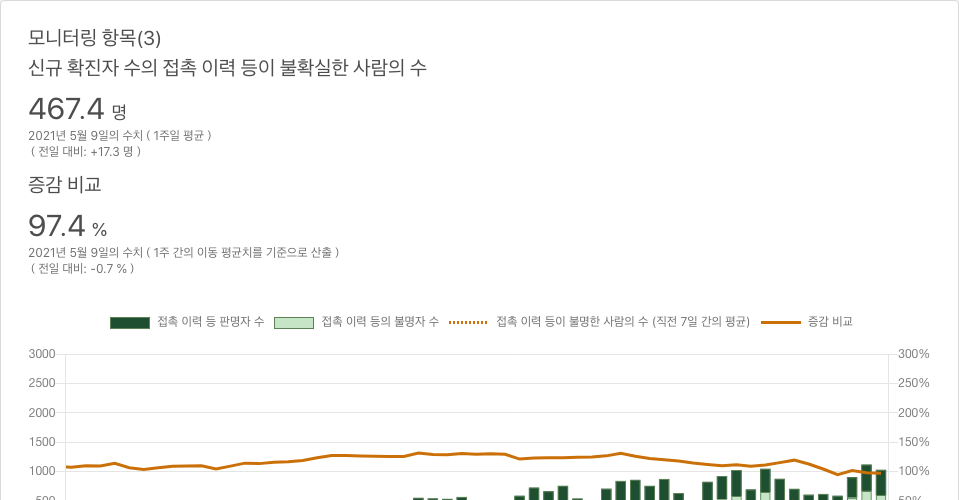 모니터링 항목(3)
신규 확진자 수의 접촉 이력 등이 불확실한 사람의 수
467.4 명
2021년 5월 9일의 수치 ( 1주일 평균 )
( 전일 대비: +17.3 명 )
증감 비교
97.4 %
2021년 5월 9일의 수치 ( 1주 간의 이동 평균치를 기준으로 산출 )
( 전일 대비: -0.7 % )
접촉 이력 등 판명자 수 접촉 이력 등의 불명자 수 접촉 이력 등이 불명한 사람의 수 (직전 7일 간의 평균) 증감 비교
3000 300%
2500 250%
2000 200%
1500 150%
1000 100%
500 50%